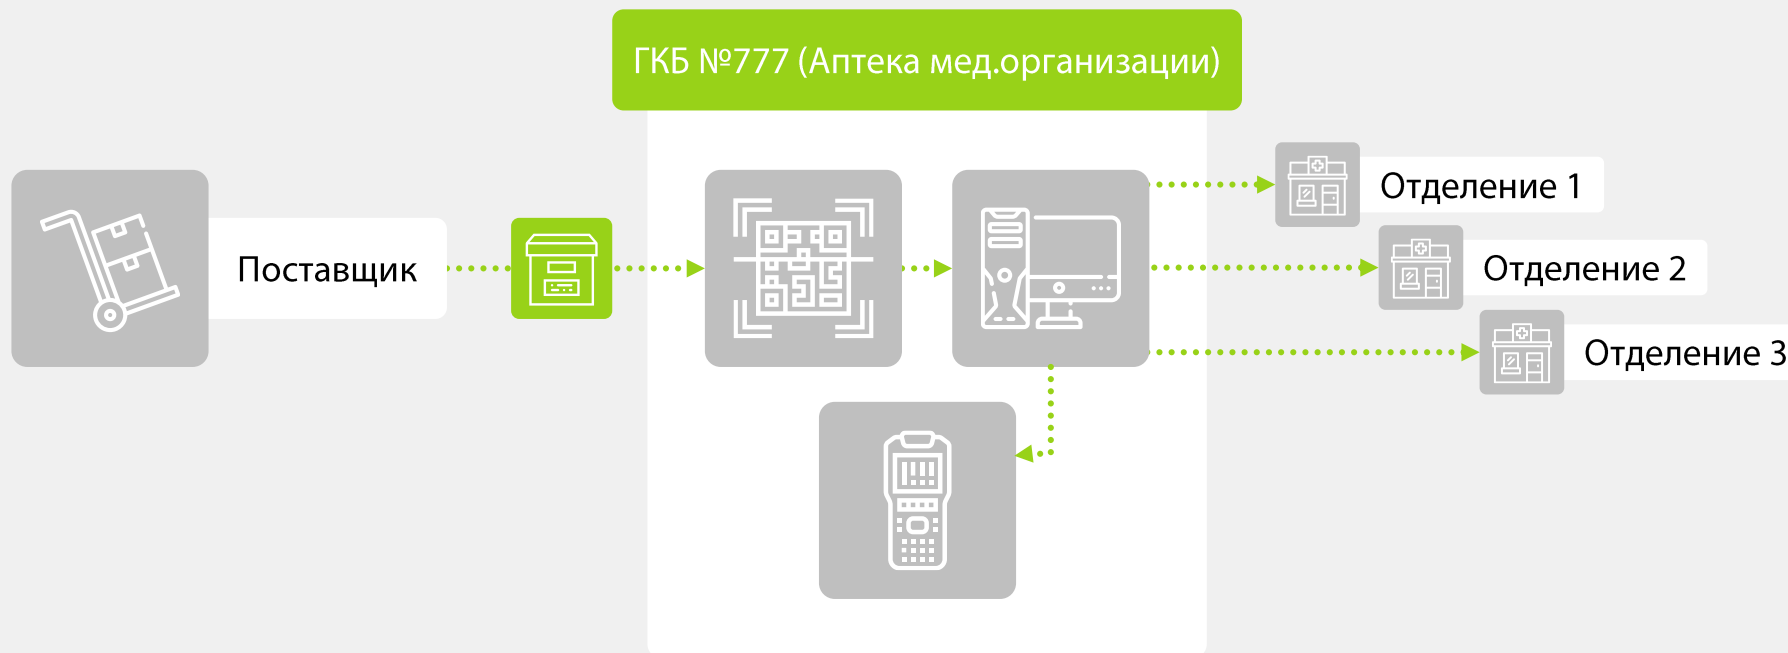 ГКБ №777 (Аптека мед.организации)
Поставщик
Отделение 1
Отделение 2
Отделение 3